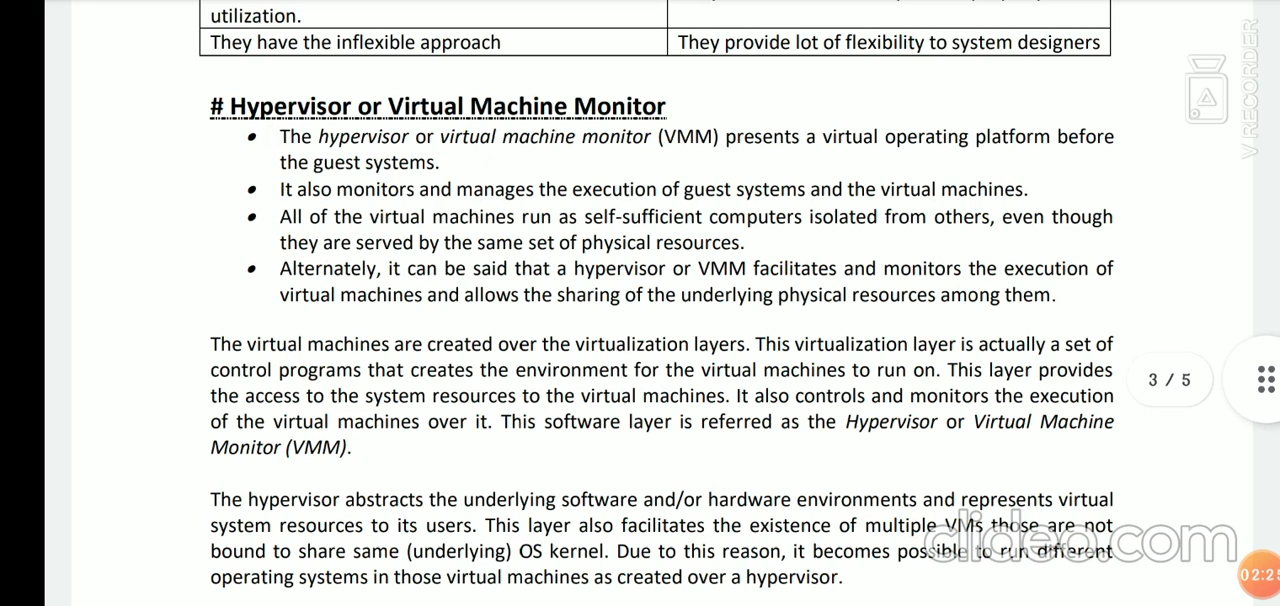 utilization.
They have the inflexible approach
They provide lot of flexibility to system designers
# Hypervisor or Virtual Machine Monitor
• The hypervisor or virtual machine monitor (VMM) presents a virtual operating platform before
the guest systems.
• It also monitors and manages the execution of guest systems and the virtual machines.
• All of the virtual machines run as self-sufficient computers isolated from others, even though
they are served by the same set of physical resources.
• Alternately, it can be said that a hypervisor or VMM facilitates and monitors the execution of
virtual machines and allows the sharing of the underlying physical resources among them.
The virtual machines are created over the virtualization layers. This virtualization layer is actually a set of
control programs that creates the environment for the virtual machines to run on. This layer provides
the access to the system resources to the virtual machines. It also controls and monitors the execution
of the virtual machines over it. This software layer is referred as the Hypervisor or Virtual Machine
Monitor (VMM).
The hypervisor abstracts the underlying software and/or hardware environments and represents virtual
system resources to its users. This layer also facilitates the existence of multiple VMs those are not
bound to share same (underlying) OS kernel. Due to this reason, it becomes possible to run different
operating systems in those virtual machines as created over a hypervisor.
V RECORDER
3 / 5
clideo.com
02:25